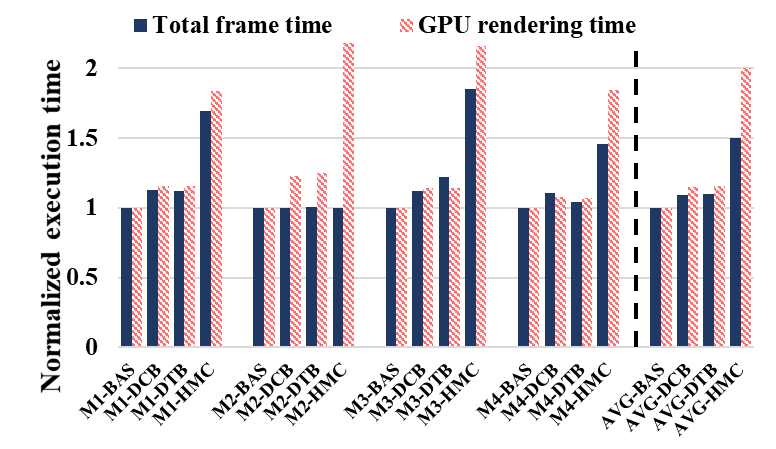 Total frame time
GPU rendering time
Normalized execution time
2
1.5
1
0.5
0
M1-BAS
M1-DCB
M1-DTB
M1-HMC
M2-BAS
M2-DCB
M2-DTB
M2-HMC
M3-BAS
M3-DCB
M3-DTB
M3-HMC
M4-BAS
M4-DCB
M4-DTB
M4-HMC
AVG-BAS
AVG-DCB
AVG-DTB
AVG-HMC